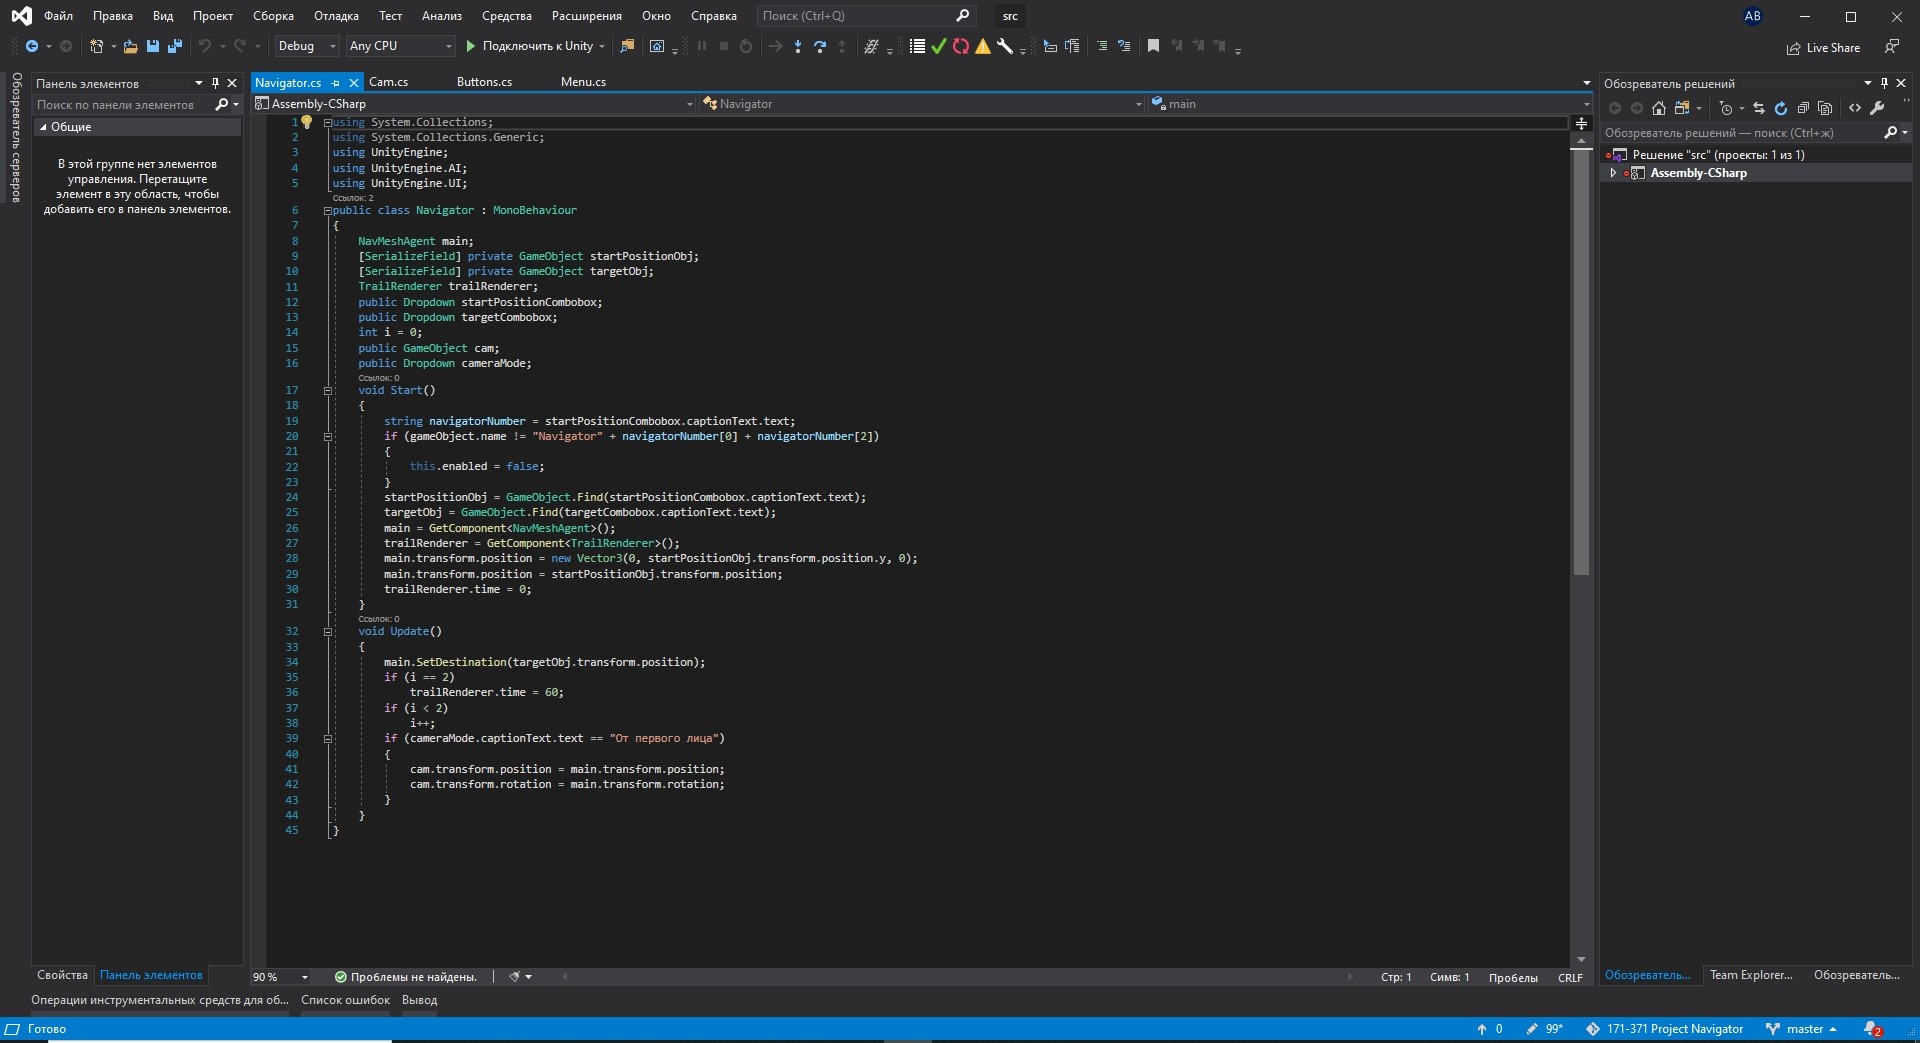 Файл Правка Вид Проект Сборка Отладка Тест Анализ Средства Расширения Окно Справка Поиск (Ctrl+Q) src AB
Debug Any CPU Подключить к Unity Live Share
Обозреватель серверов
Панель элементов
Поиск по панели элементов
Общие
В этой группе нет элементов
управления. Перетащите
элемент в эту область, чтобы
добавить его в панель элементов.
Свойства Панель элементов
Navigator.cs Cam.cs Buttons.cs Menu.cs
Assembly-CSharp Navigator main
1 using System.Collections;
2 using System.Collections.Generic;
3 using UnityEngine;
4 using UnityEngine.AI;
5 using UnityEngine.UI;
Ссылок: 2
6 public class Navigator : MonoBehaviour
7 {
8 NavMeshAgent main;
9 [SerializeField] private GameObject startPositionObj;
10 [SerializeField] private GameObject targetObj;
11 TrailRenderer trailRenderer;
12 public Dropdown startPositionCombobox;
13 public Dropdown targetCombobox;
14 int i = 0;
15 public GameObject cam;
16 public Dropdown cameraMode;
Ссылок: 0
17 void Start()
18 {
19 string navigatorNumber = startPositionCombobox.captionText.text;
20 if (gameObject.name != "Navigator" + navigatorNumber[0] + navigatorNumber[2])
21 {
22 this.enabled = false;
23 }
24 startPositionObj = GameObject.Find(startPositionCombobox.captionText.text);
25 targetObj = GameObject.Find(targetCombobox.captionText.text);
26 main = GetComponent<NavMeshAgent>();
27 trailRenderer = GetComponent<TrailRenderer>();
28 main.transform.position = new Vector3(0, startPositionObj.transform.position.y, 0);
29 main.transform.position = startPositionObj.transform.position;
30 trailRenderer.time = 0;
31 }
Ссылок: 0
32 void Update()
33 {
34 main.SetDestination(targetObj.transform.position);
35 if (i == 2)
36 trailRenderer.time = 60;
37 if (i < 2)
38 i++;
39 if (cameraMode.captionText.text == "От первого лица")
40 {
41 cam.transform.position = main.transform.position;
42 cam.transform.rotation = main.transform.rotation;
43 }
44 }
45 }
90 % Проблемы не найдены. Стр: 1 Симв: 1 Пробелы CRLF
Обозреватель решений
Обозреватель решений — поиск (Ctrl+ж)
Решение "src" (проекты: 1 из 1)
Assembly-CSharp
Обозреватель... Team Explorer... Обозреватель...
Операции инструментальных средств для об... Список ошибок Вывод
Готово 0 99* 171-371 Project Navigator master 2